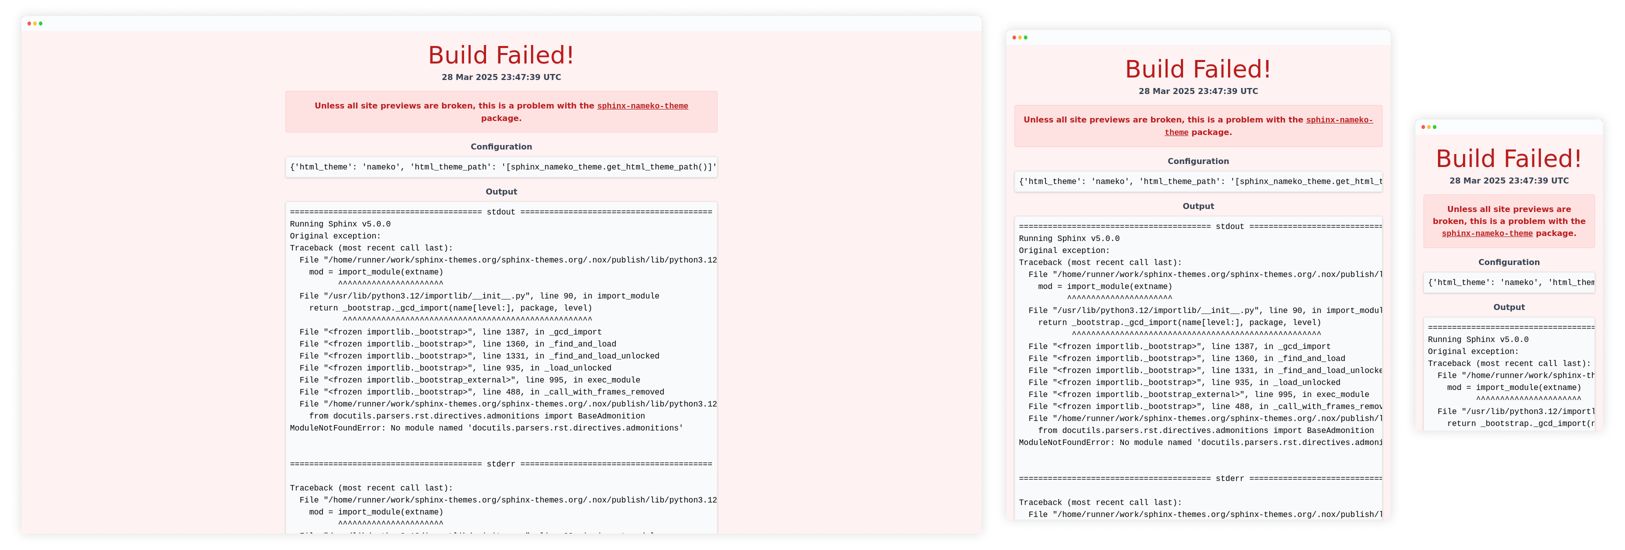 Build Failed!
28 Mar 2025 23:47:39 UTC
Unless all site previews are broken, this is a problem with the sphinx-nameko-theme
package.
Configuration
{'html_theme': 'nameko', 'html_theme_path': '[sphinx_nameko_theme.get_html_theme_path()]'
Output
======================================== stdout ========================================
Running Sphinx v5.0.0
Original exception:
Traceback (most recent call last):
  File "/home/runner/work/sphinx-themes.org/sphinx-themes.org/.nox/publish/lib/python3.12
    mod = import_module(extname)
          ^^^^^^^^^^^^^^^^^^^^^^
  File "/usr/lib/python3.12/importlib/__init__.py", line 90, in import_module
    return _bootstrap._gcd_import(name[level:], package, level)
           ^^^^^^^^^^^^^^^^^^^^^^^^^^^^^^^^^^^^^^^^^^^^^^^^^^^^
  File "<frozen importlib._bootstrap>", line 1387, in _gcd_import
  File "<frozen importlib._bootstrap>", line 1360, in _find_and_load
  File "<frozen importlib._bootstrap>", line 1331, in _find_and_load_unlocked
  File "<frozen importlib._bootstrap>", line 935, in _load_unlocked
  File "<frozen importlib._bootstrap_external>", line 995, in exec_module
  File "<frozen importlib._bootstrap>", line 488, in _call_with_frames_removed
  File "/home/runner/work/sphinx-themes.org/sphinx-themes.org/.nox/publish/lib/python3.12
    from docutils.parsers.rst.directives.admonitions import BaseAdmonition
ModuleNotFoundError: No module named 'docutils.parsers.rst.directives.admonitions'
======================================== stderr ========================================
Traceback (most recent call last):
  File "/home/runner/work/sphinx-themes.org/sphinx-themes.org/.nox/publish/lib/python3.12
    mod = import_module(extname)
          ^^^^^^^^^^^^^^^^^^^^^^
Build Failed!
28 Mar 2025 23:47:39 UTC
Unless all site previews are broken, this is a problem with the sphinx-nameko-
theme package.
Configuration
{'html_theme': 'nameko', 'html_theme_path': '[sphinx_nameko_theme.get_html_t
Output
======================================== stdout ============================
Running Sphinx v5.0.0
Original exception:
Traceback (most recent call last):
  File "/home/runner/work/sphinx-themes.org/sphinx-themes.org/.nox/publish/l
    mod = import_module(extname)
          ^^^^^^^^^^^^^^^^^^^^^^
  File "/usr/lib/python3.12/importlib/__init__.py", line 90, in import_modul
    return _bootstrap._gcd_import(name[level:], package, level)
           ^^^^^^^^^^^^^^^^^^^^^^^^^^^^^^^^^^^^^^^^^^^^^^^^^^^^
  File "<frozen importlib._bootstrap>", line 1387, in _gcd_import
  File "<frozen importlib._bootstrap>", line 1360, in _find_and_load
  File "<frozen importlib._bootstrap>", line 1331, in _find_and_load_unlocke
  File "<frozen importlib._bootstrap>", line 935, in _load_unlocked
  File "<frozen importlib._bootstrap_external>", line 995, in exec_module
  File "<frozen importlib._bootstrap>", line 488, in _call_with_frames_remov
  File "/home/runner/work/sphinx-themes.org/sphinx-themes.org/.nox/publish/l
    from docutils.parsers.rst.directives.admonitions import BaseAdmonition
ModuleNotFoundError: No module named 'docutils.parsers.rst.directives.admoni
======================================== stderr ============================
Traceback (most recent call last):
  File "/home/runner/work/sphinx-themes.org/sphinx-themes.org/.nox/publish/l
Build Failed!
28 Mar 2025 23:47:39 UTC
Unless all site previews are
broken, this is a problem with the
sphinx-nameko-theme package.
Configuration
{'html_theme': 'nameko', 'html_them
Output
===================================
Running Sphinx v5.0.0
Original exception:
Traceback (most recent call last):
  File "/home/runner/work/sphinx-th
    mod = import_module(extname)
          ^^^^^^^^^^^^^^^^^^^^^^
  File "/usr/lib/python3.12/importl
    return _bootstrap._gcd_import(n